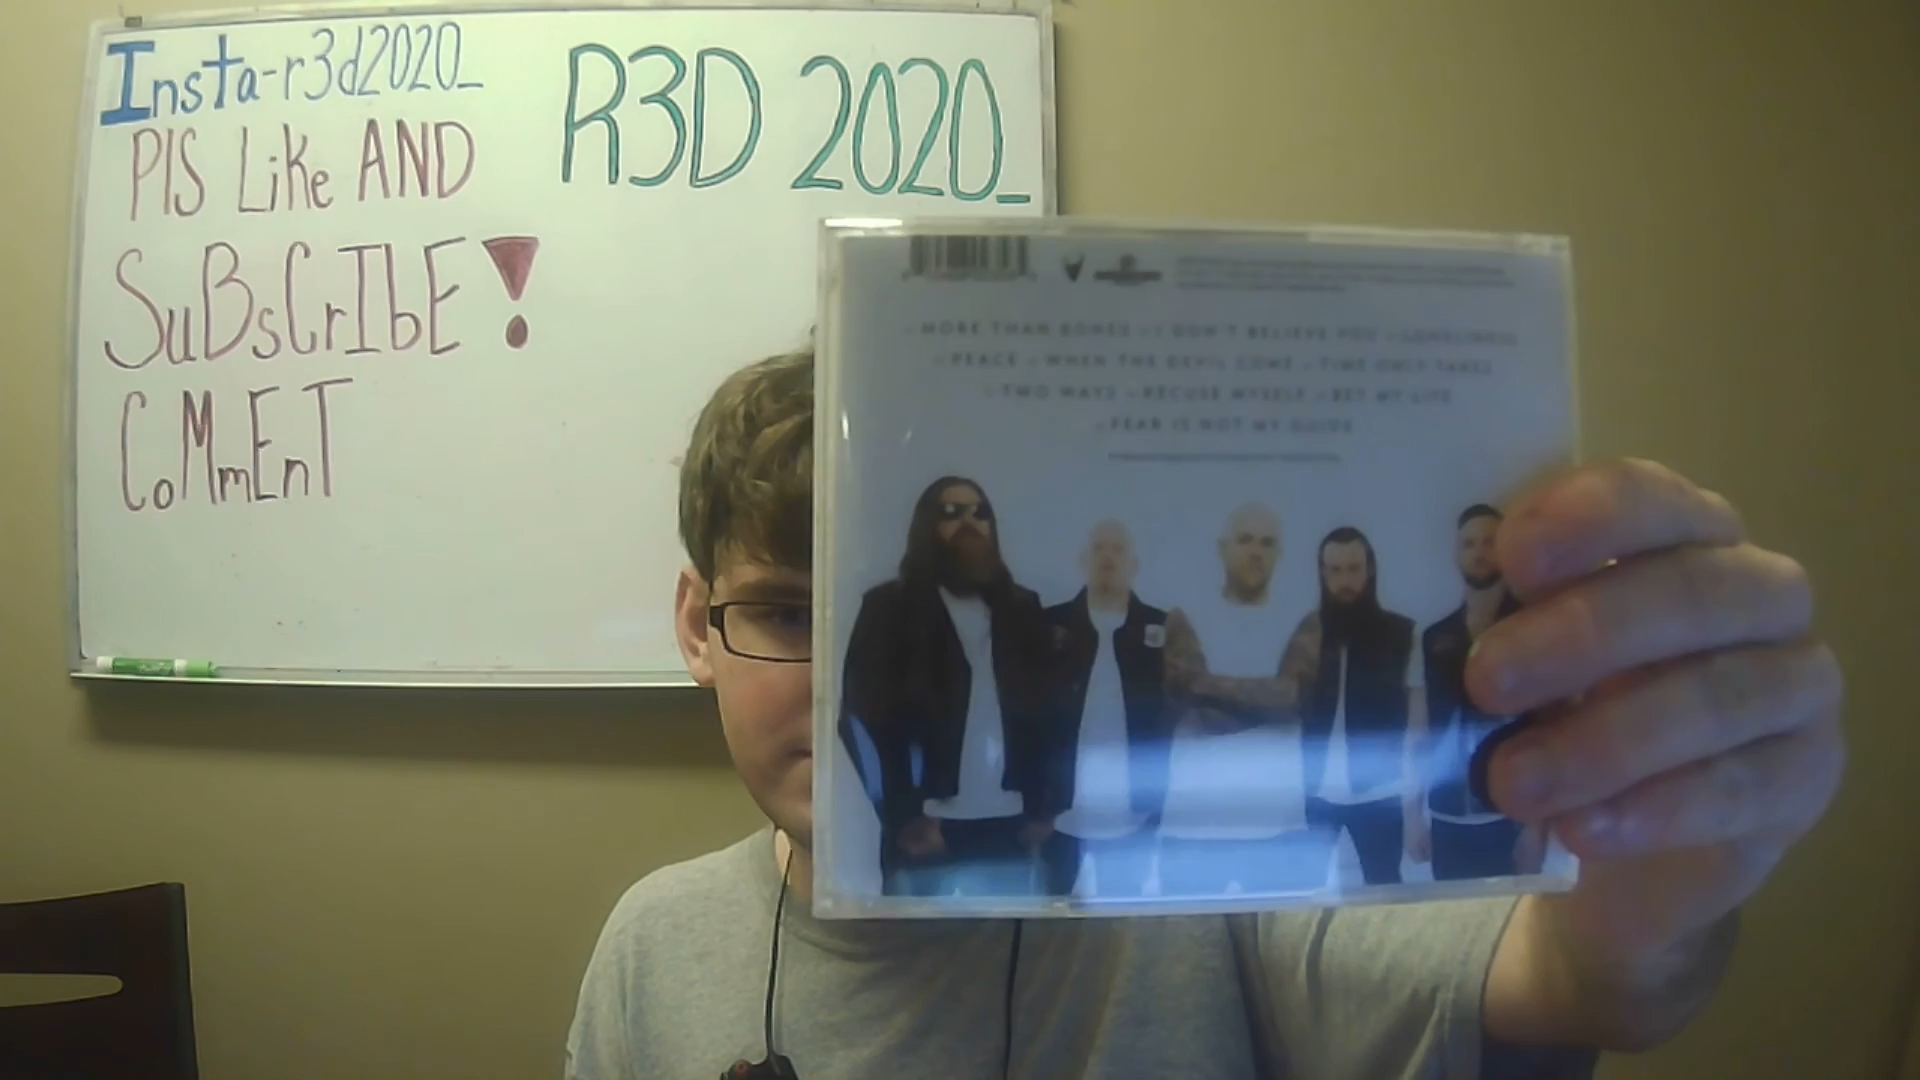 Insta-r3d2020_
PlS LiKe AND
SuBsCrIbE!
CoMmEnT
R3D 2020_
MORE THAN BONES I DON'T BELIEVE YOU LONELINESS
PEACE WHEN THE DEVIL COME TIME ONLY TAKES
TWO WAYS RECUSE MYSELF BET MY LIFE
FEAR IS NOT MY GUIDE